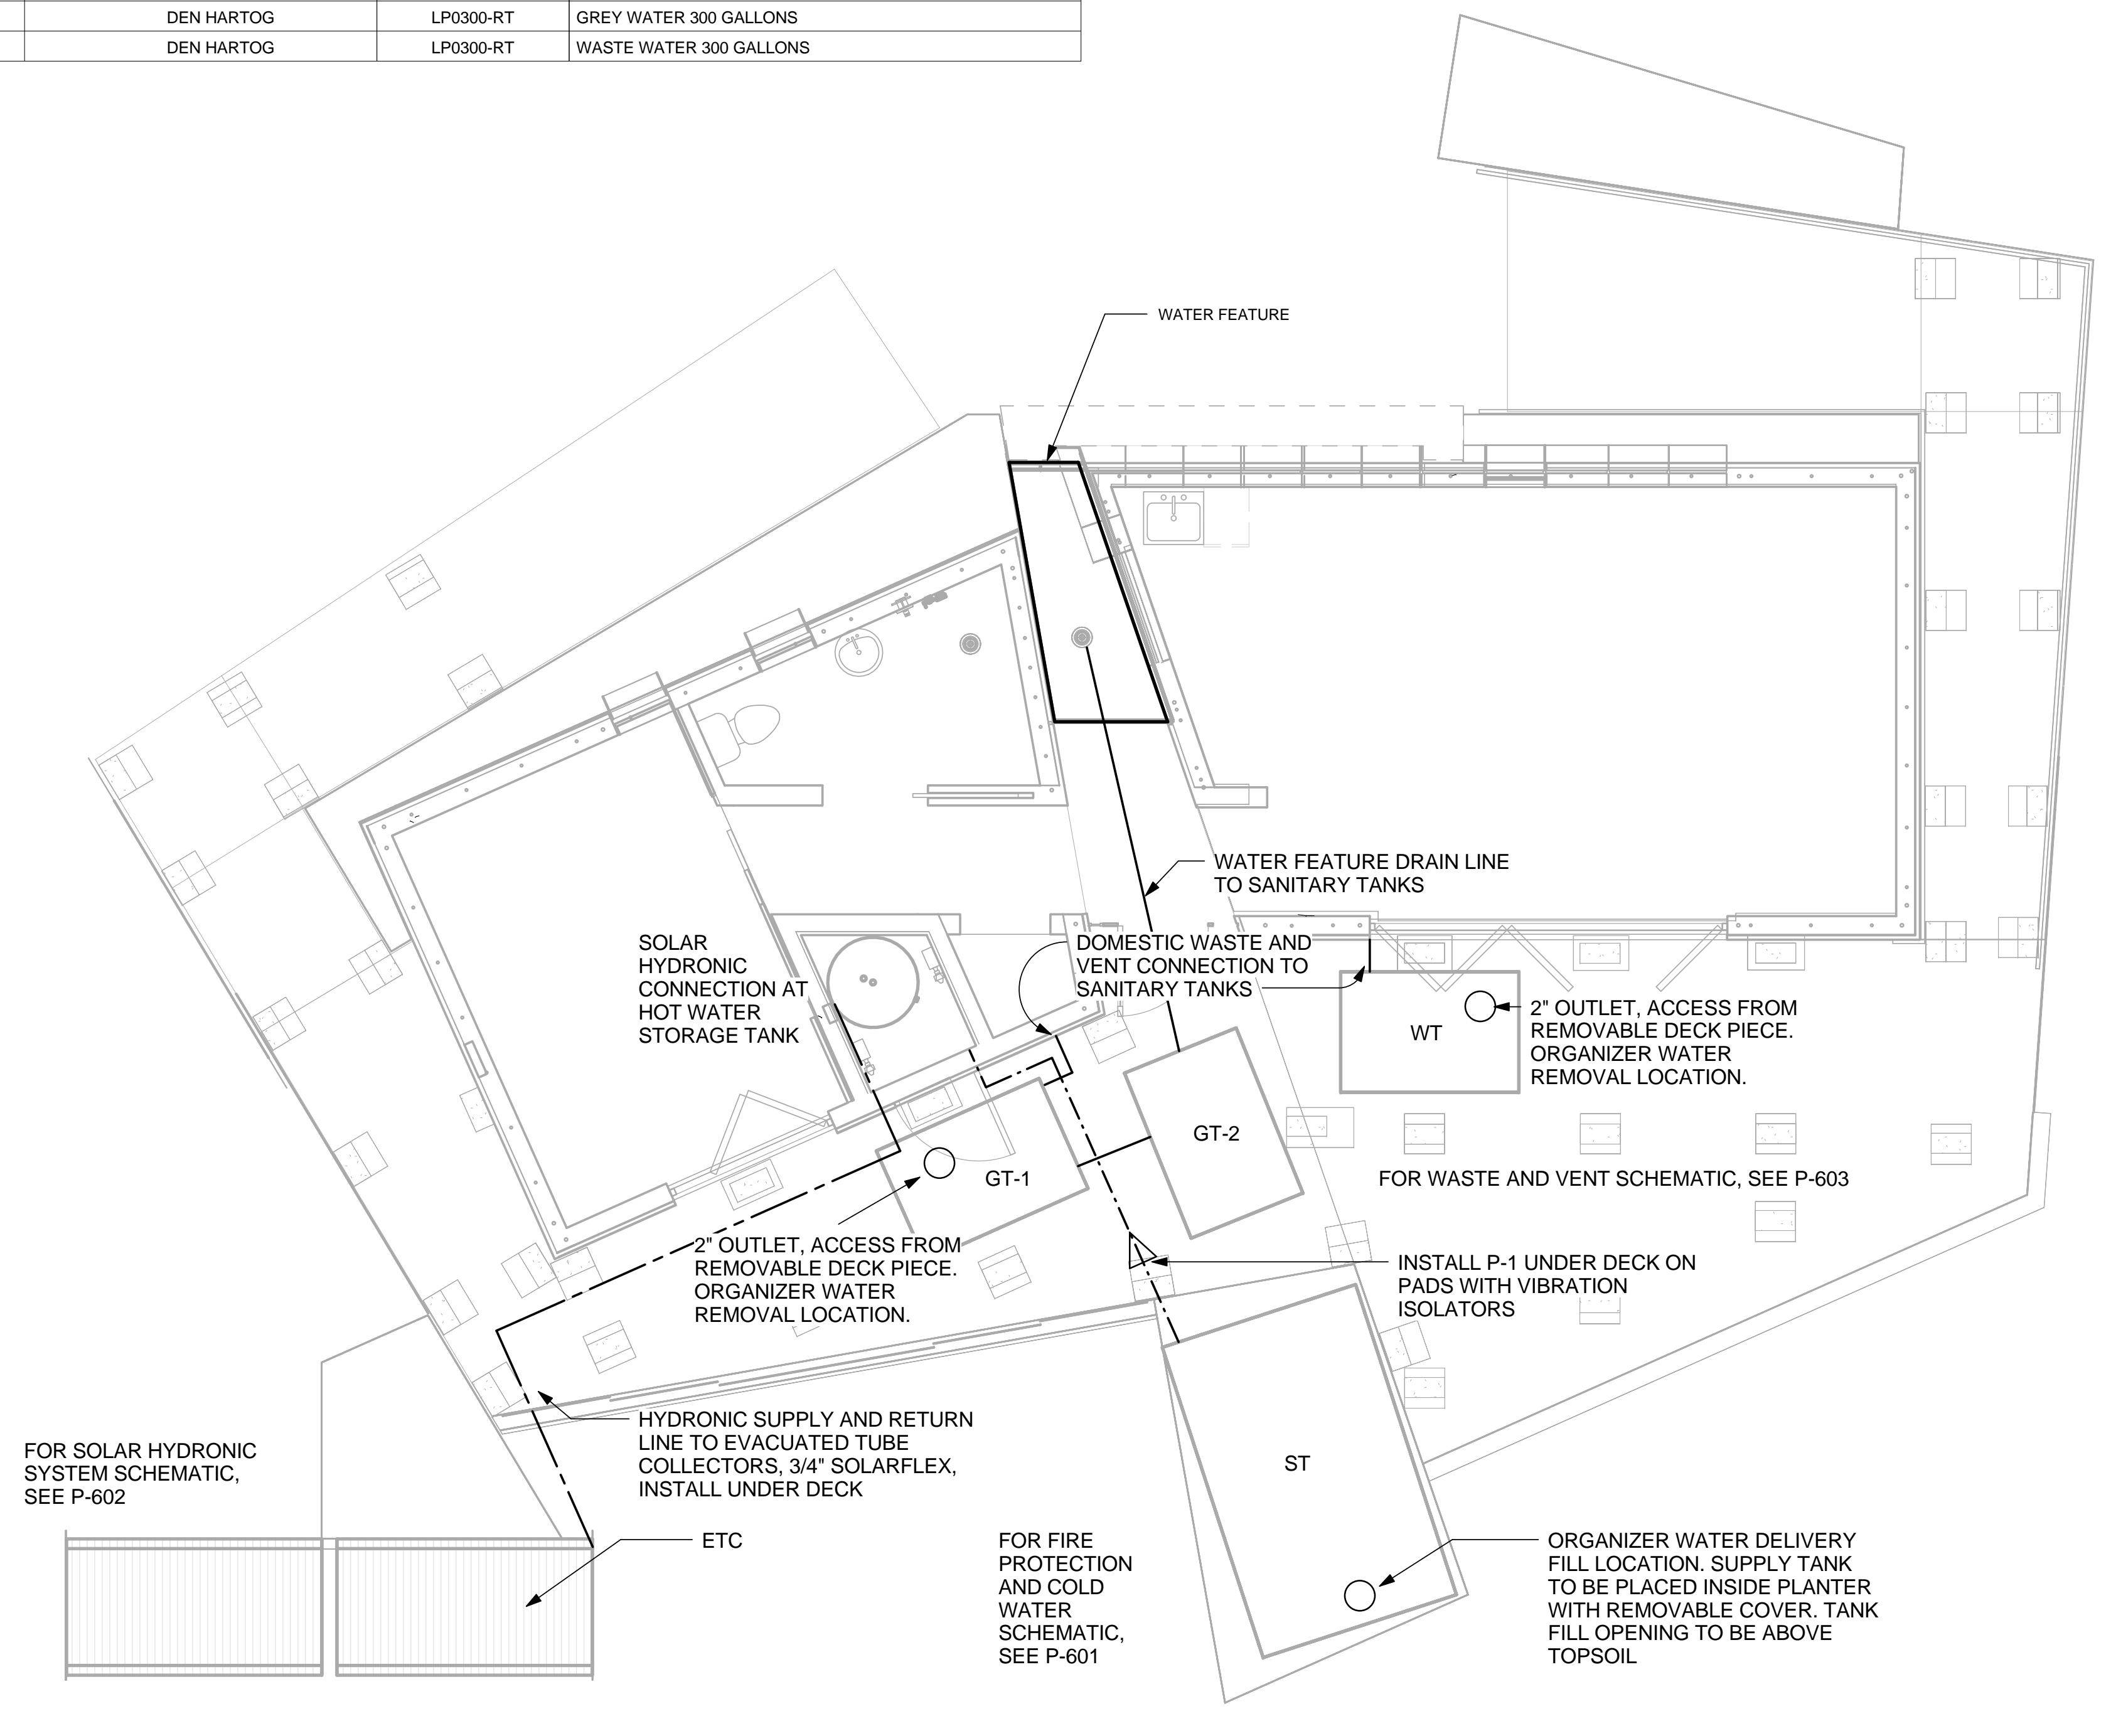 DEN HARTOG LP0300-RT GREY WATER 300 GALLONS
DEN HARTOG LP0300-RT WASTE WATER 300 GALLONS
WATER FEATURE
WATER FEATURE DRAIN LINE
TO SANITARY TANKS
SOLAR
HYDRONIC
CONNECTION AT
HOT WATER
STORAGE TANK
DOMESTIC WASTE AND
VENT CONNECTION TO
SANITARY TANKS
WT
2" OUTLET, ACCESS FROM
REMOVABLE DECK PIECE.
ORGANIZER WATER
REMOVAL LOCATION.
GT-2
GT-1
FOR WASTE AND VENT SCHEMATIC, SEE P-603
2" OUTLET, ACCESS FROM
REMOVABLE DECK PIECE.
ORGANIZER WATER
REMOVAL LOCATION.
INSTALL P-1 UNDER DECK ON
PADS WITH VIBRATION
ISOLATORS
HYDRONIC SUPPLY AND RETURN
LINE TO EVACUATED TUBE
COLLECTORS, 3/4" SOLARFLEX,
INSTALL UNDER DECK
FOR SOLAR HYDRONIC
SYSTEM SCHEMATIC,
SEE P-602
ST
ETC
FOR FIRE
PROTECTION
AND COLD
WATER
SCHEMATIC,
SEE P-601
ORGANIZER WATER DELIVERY
FILL LOCATION. SUPPLY TANK
TO BE PLACED INSIDE PLANTER
WITH REMOVABLE COVER. TANK
FILL OPENING TO BE ABOVE
TOPSOIL